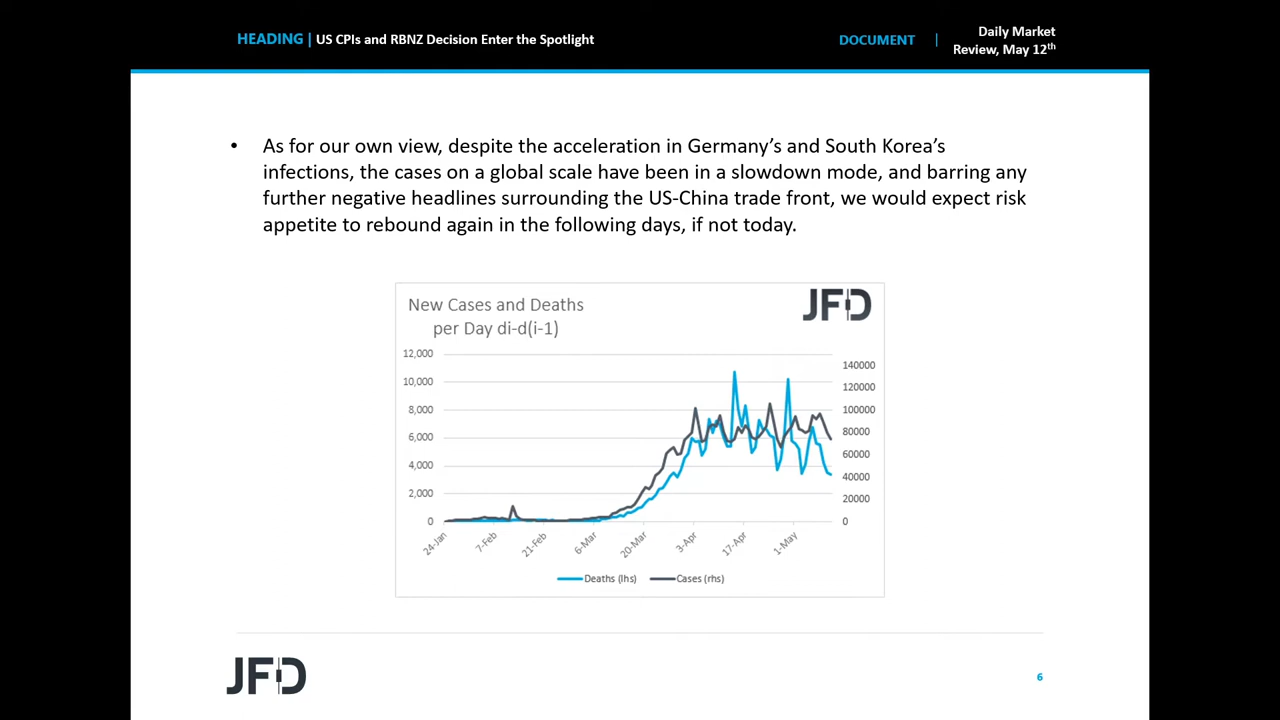 HEADING | US CPIs and RBNZ Decision Enter the Spotlight
DOCUMENT | Daily Market
Review, May 12th
• As for our own view, despite the acceleration in Germany's and South Korea's
infections, the cases on a global scale have been in a slowdown mode, and barring any
further negative headlines surrounding the US-China trade front, we would expect risk
appetite to rebound again in the following days, if not today.
New Cases and Deaths
per Day di-d(i-1)
JFD
12,000
10,000
8,000
6,000
4,000
2,000
0
140000
120000
100000
80000
60000
40000
20000
0
24-Jan
7-Feb
21-Feb
6-Mar
20-Mar
3-Apr
17-Apr
1-May
Deaths (lhs)
Cases (rhs)
JFD
6